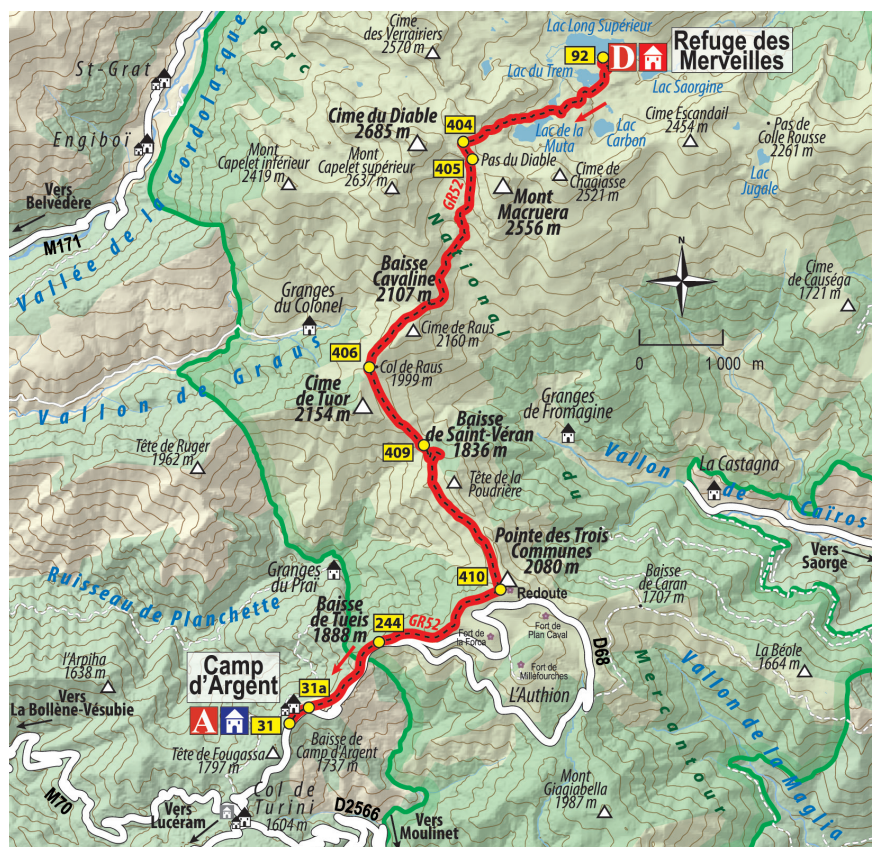 Cime
des Verrairiers
2570 m
Lac Long Supérieur
92
D
Refuge des
Merveilles
Parc
St-Grat
Lac du Trem
Lac Saorgine
Engiboï
Cime du Diable
2685 m
404
Lac de la
Muta
Lac
Carbon
Cime Escandail
2454 m
Pas de
Colle Rousse
2261 m
Mont
Capelet inférieur
2419 m
Mont
Capelet supérieur
2637 m
405
Pas du Diable
Cime de
Chagiasse
2521 m
Lac
Jugale
Vers
Belvédère
M171
Vallée de la Gordolasque
GR52
Mont
Macruera
2556 m
National
Baisse
Cavaline
2107 m
N
Cime
de Causéga
1721 m
Granges
du Colonel
Cime de Raus
2160 m
0
1 000 m
406
Col de Raus
1999 m
Vallon de Graus
Cime
de Tuor
2154 m
Granges
de Fromagine
Baisse
de Saint-Véran
1836 m
409
Tête de Ruger
1962 m
Tête de la
Poudrière
du
La Castagna
Vallon de Caïros
Vers
Saorge
Pointe des Trois
Communes
2080 m
410
Redoute
Granges
du Praï
Ruisseau de Planchette
Baisse
de Tueis
1888 m
244
GR52
Baisse
de Caran
1707 m
Fort de
la Forca
Fort de
Plan Caval
D68
Fort de
Millefourches
L'Authion
La Béole
1664 m
l'Arpiha
1638 m
Camp
d'Argent
31a
A
31
Vers
La Bollène-Vésubie
Mercantour
Vallon de la Maglia
Tête de Fougassa
1797 m
Baisse de
Camp d'Argent
1737 m
Mont
Giagiabella
1987 m
M70
Vers
Lucéram
Col de
Turini
1604 m
D2566
Vers
Moulinet